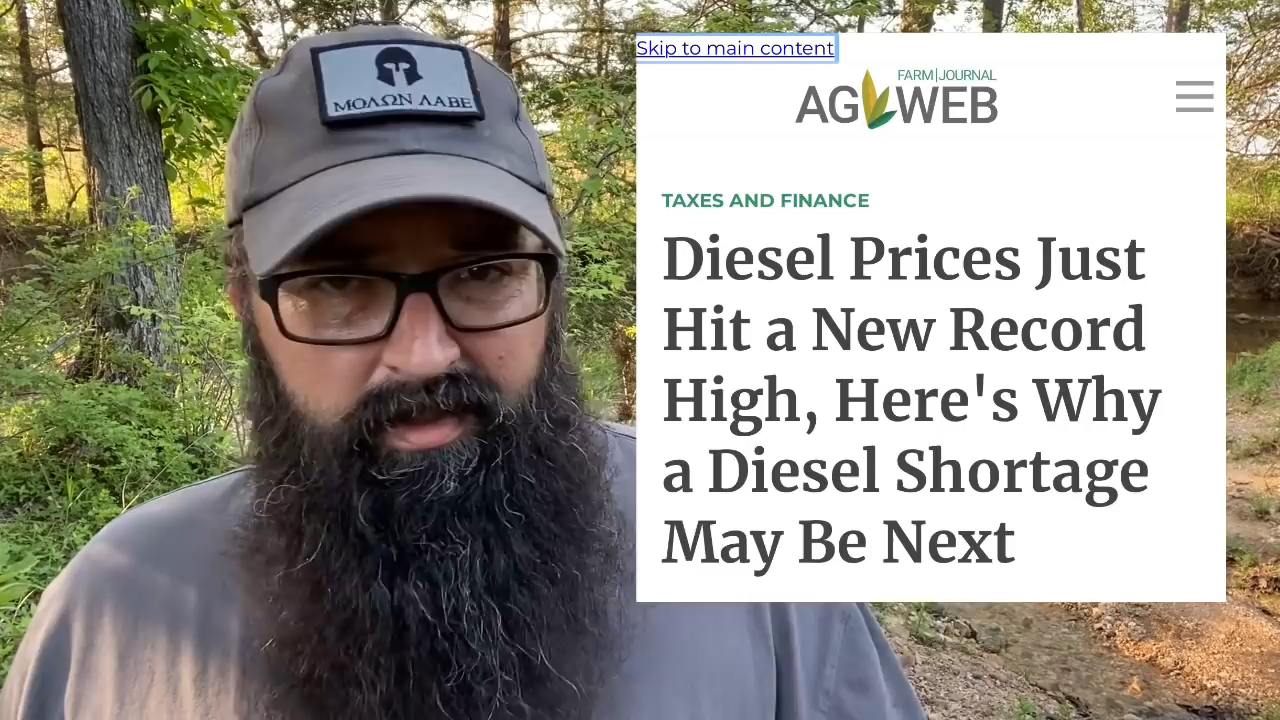 ΜΟΛΩΝ ΛΑΒΕ
Skip to main content
FARM|JOURNAL
AG WEB
TAXES AND FINANCE
Diesel Prices Just
Hit a New Record
High, Here's Why
a Diesel Shortage
May Be Next